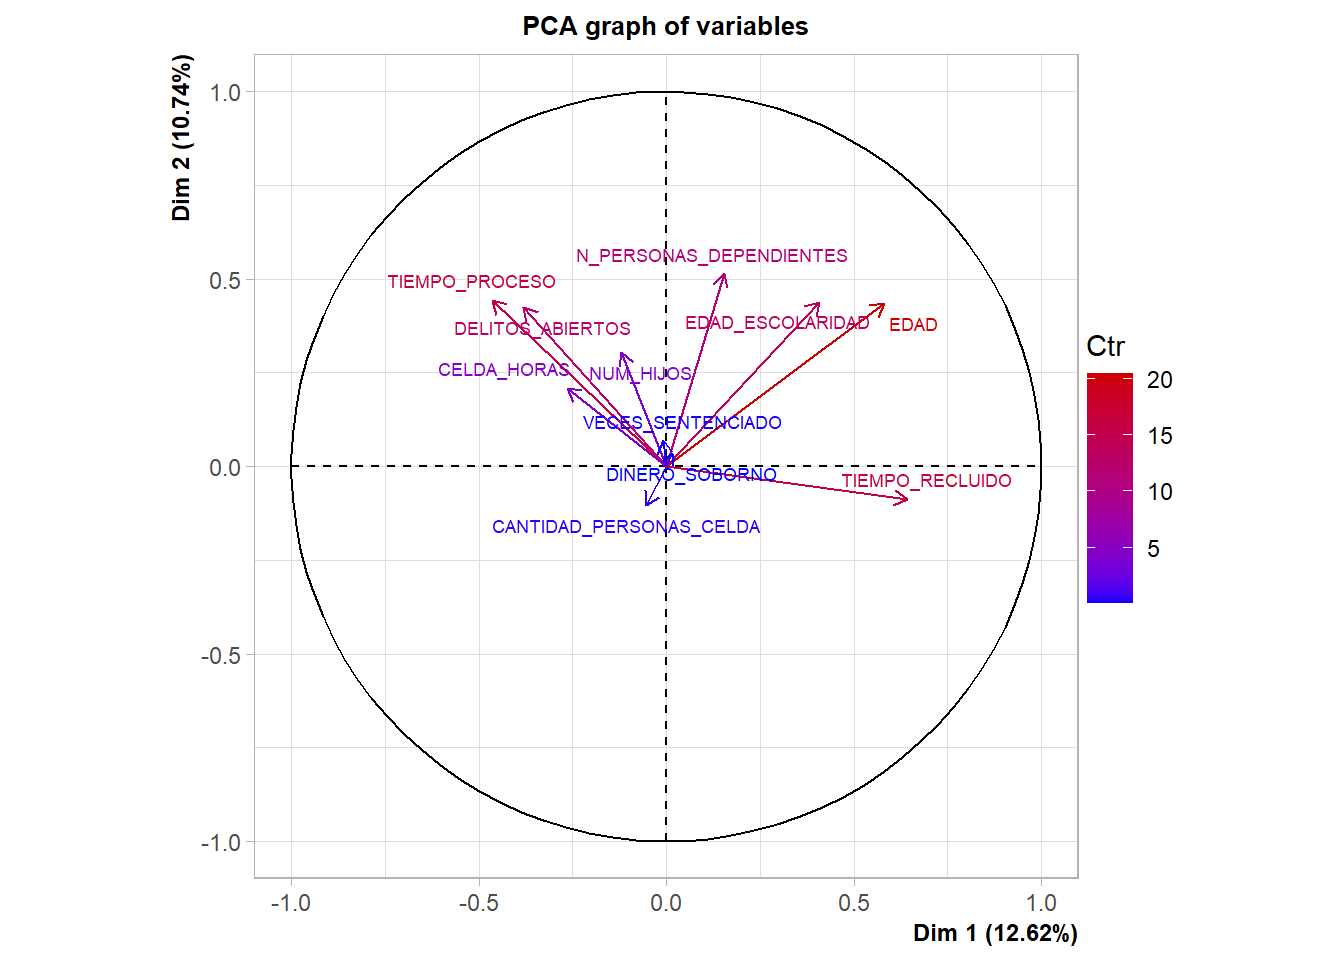 PCA graph of variables
Dim 2 (10.74%)
1.0
0.5
0.0
-0.5
-1.0
N_PERSONAS_DEPENDIENTES
TIEMPO_PROCESO
EDAD_ESCOLARIDAD
EDAD
DELITOS_ABIERTOS
CELDA_HORAS
NUM_HIJOS
VECES_SENTENCIADO
DINERO_SOBORNO
TIEMPO_RECLUIDO
CANTIDAD_PERSONAS_CELDA
Ctr
20
15
10
5
-1.0
-0.5
0.0
0.5
1.0
Dim 1 (12.62%)